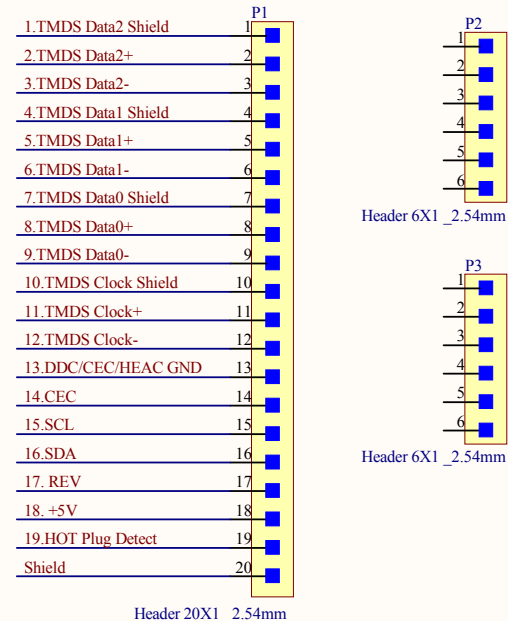 P1
1.TMDS Data2 Shield 1
2.TMDS Data2+ 2
3.TMDS Data2- 3
4.TMDS Data1 Shield 4
5.TMDS Data1+ 5
6.TMDS Data1- 6
7.TMDS Data0 Shield 7
8.TMDS Data0+ 8
9.TMDS Data0- 9
10.TMDS Clock Shield 10
11.TMDS Clock+ 11
12.TMDS Clock- 12
13.DDC/CEC/HEAC GND 13
14.CEC 14
15.SCL 15
16.SDA 16
17. REV 17
18. +5V 18
19.HOT Plug Detect 19
Shield 20
Header 20X1_2.54mm
P2
1
2
3
4
5
6
Header 6X1 _2.54mm
P3
1
2
3
4
5
6
Header 6X1 _2.54mm